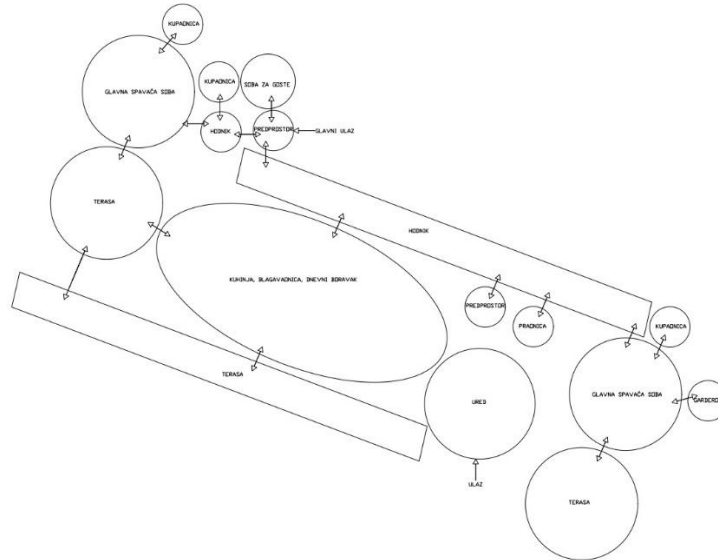 KUPAONICA
GLAVNA SPAVAĆA SOBA
KUPAONICA
SOBA ZA GOSTE
HODNIK
PREDPROSTOR
GLAVNI ULAZ
TERASA
HODNIK
KUHINJA, BLAGAVAONICA, DNEVNI BORAVAK
PREDPROSTOR
PRAONICA
KUPAONICA
TERASA
GLAVNA SPAVAĆA SOBA
GARDERO
URED
ULAZ
TERASA